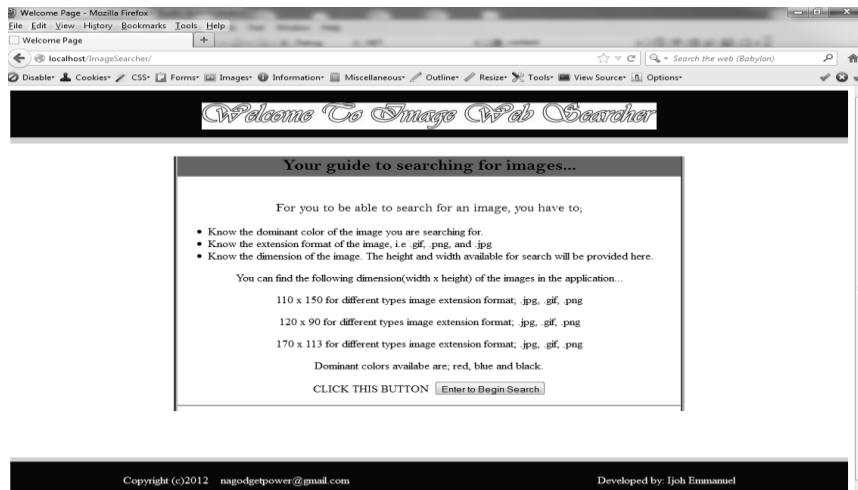 Welcome Page - Mozilla Firefox
File Edit View History Bookmarks Tools Help
Welcome Page +
localhost/ImageSearcher/ Search the web (Babylon)
Disable Cookies CSS Forms Images Information Miscellaneous Outline Resize Tools View Source Options
Welcome To Image Web Searcher
Your guide to searching for images...
For you to be able to search for an image, you have to;
• Know the dominant color of the image you are searching for.
• Know the extension format of the image, i.e .gif, .png, and .jpg
• Know the dimension of the image. The height and width available for search will be provided here.
You can find the following dimension(width x height) of the images in the application...
110 x 150 for different types image extension format; .jpg, .gif, .png
120 x 90 for different types image extension format; .jpg, .gif, .png
170 x 113 for different types image extension format; .jpg, .gif, .png
Dominant colors availabe are; red, blue and black.
CLICK THIS BUTTON Enter to Begin Search
Copyright (c)2012 nagodgetpower@gmail.com Developed by: Ijoh Emmanuel